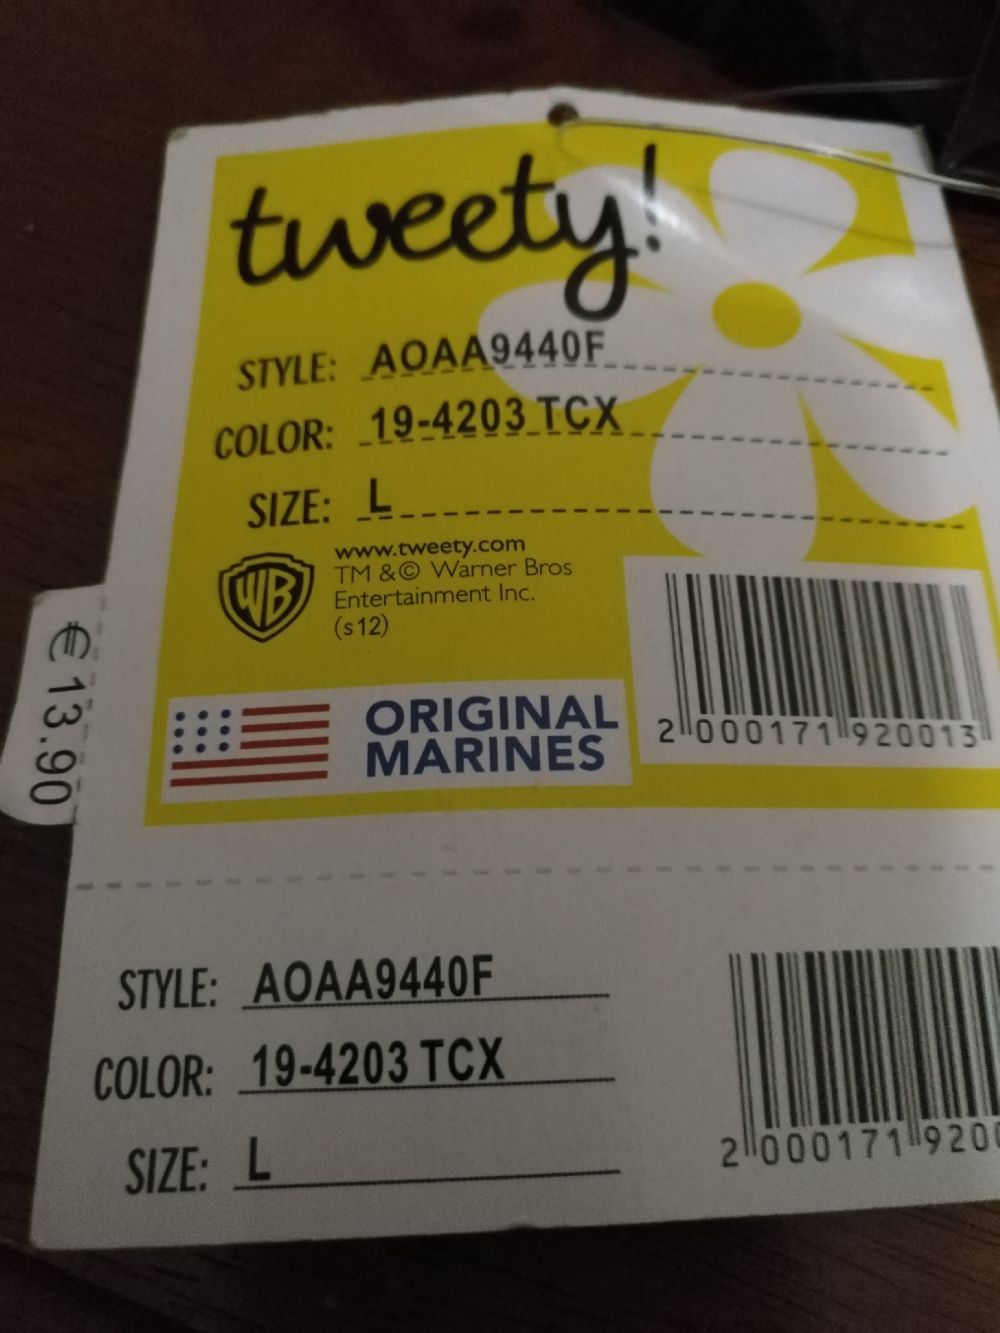 tweety!
STYLE: AOAA9440F
COLOR: 19-4203 TCX
SIZE: L
WB
www.tweety.com
TM & © Warner Bros
Entertainment Inc.
(s12)
ORIGINAL
MARINES
2 000171 920013
€ 13.90
STYLE: AOAA9440F
COLOR: 19-4203 TCX
SIZE: L
2 000171 920